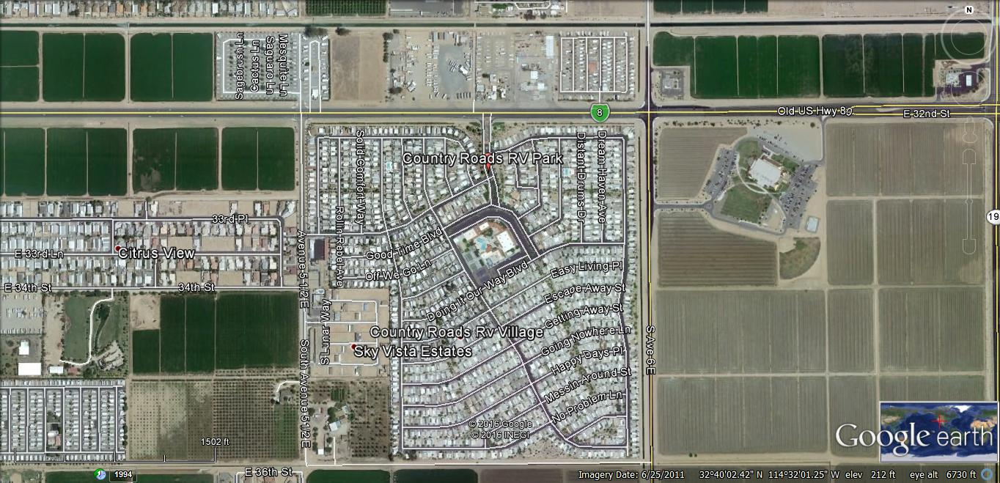 N
Sagebrush Ln
Cactus Ln
Saguaro Ln
Mesquite Ln
8
Old US Hwy 80
E 32nd St
Solid Comfort Way
Country Roads RV Park
Distant Drums Dr
Dream Haven Ave
33rd Pl
Rollin Rebel Ave
19
E 33rd Ln
Citrus View
Avenue 5 1/2 E
Good Time Blvd
Off We Go Ln
Easy Living Pl
E 34th St
34th St
Escape Away St
Doing It Our Way Blvd
Getting Away St
S Lunar Way
Country Roads Rv Village
Going Nowhere Ln
S Ave 6 E
Sky Vista Estates
Happy Days Pl
South Avenue 5 1/2 E
Messin Around St
No Problem Ln
© 2016 Google
© 2016 INEGI
1502 ft
Google earth
E 36th St
1994
Imagery Date: 6/25/2011 32°40'02.42" N 114°32'01.25" W elev 212 ft eye alt 6730 ft